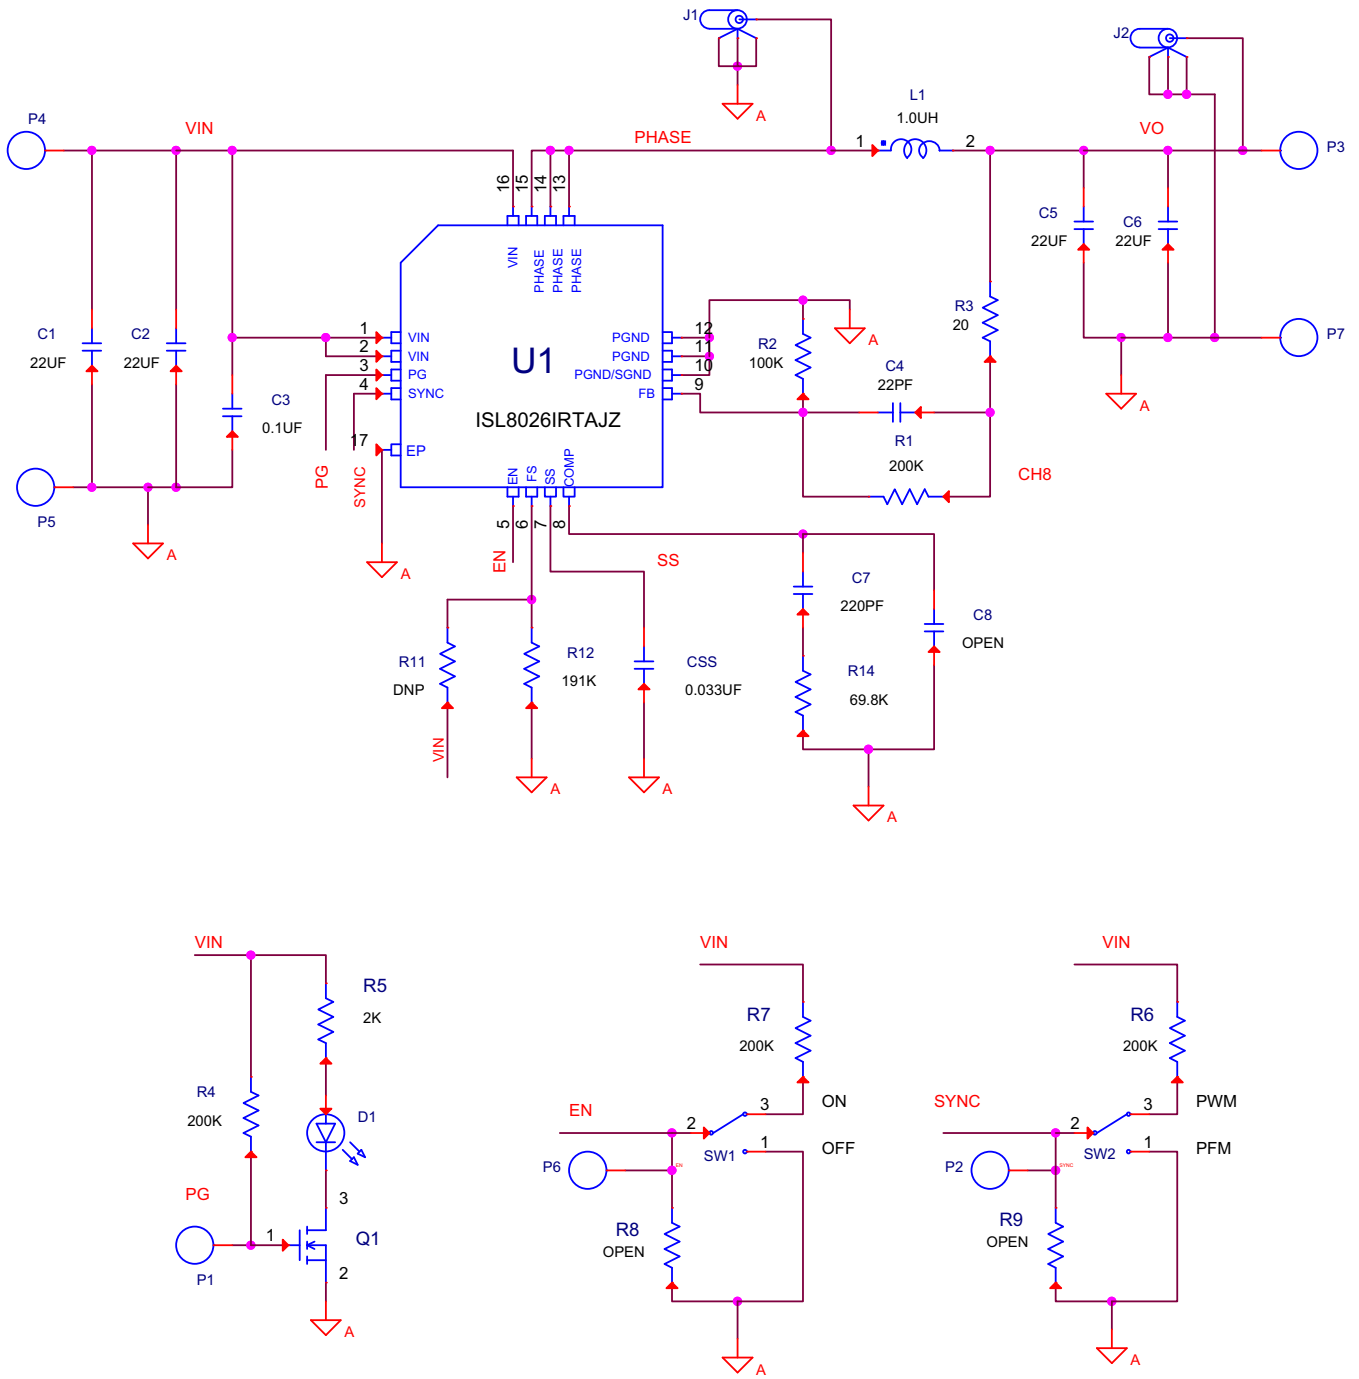 J1
A
J2
P4
VIN
PHASE
L1
1.0UH
1
2
VO
P3
16
15
14
13
VIN
PHASE
PHASE
PHASE
C5
22UF
C6
22UF
C1
22UF
C2
22UF
1
2
3
4
17
VIN
VIN
PG
SYNC
EP
U1
ISL8026IRTAJZ
PGND
PGND
PGND/SGND
FB
12
11
10
9
R2
100K
A
R3
20
P7
C4
22PF
A
C3
0.1UF
R1
200K
CH8
PG
SYNC
EN
FS
SS
COMP
5
6
7
8
P5
A
A
EN
SS
C7
220PF
C8
OPEN
R11
DNP
R12
191K
CSS
0.033UF
R14
69.8K
VIN
A
A
A
VIN
R5
2K
R4
200K
D1
PG
3
1
Q1
2
P1
A
VIN
R7
200K
EN
2
3
ON
SW1
1
OFF
P6
EN
R8
OPEN
A
VIN
R6
200K
SYNC
2
3
PWM
SW2
1
PFM
P2
SYNC
R9
OPEN
A